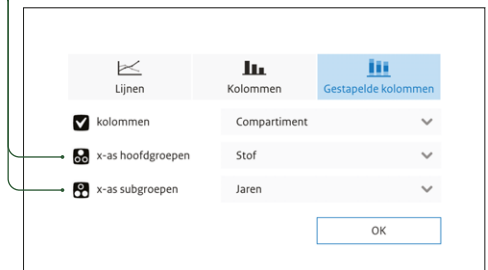 Lijnen Kolommen Gestapelde kolommen
kolommen Compartiment
x-as hoofdgroepen Stof
x-as subgroepen Jaren
OK